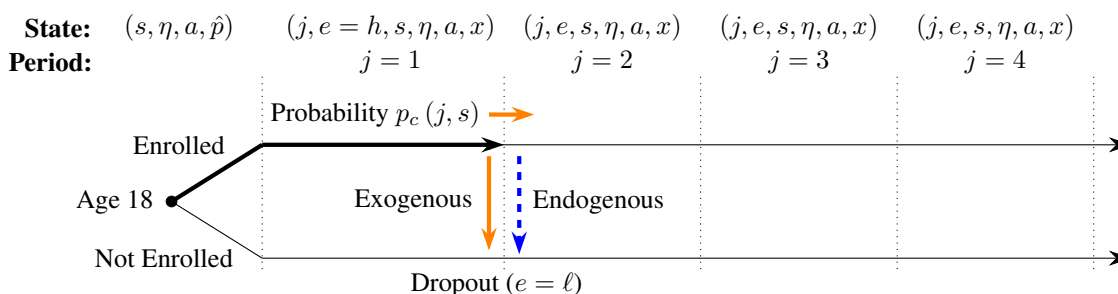 State: (s, η, a, p̂) (j, e = h, s, η, a, x) (j, e, s, η, a, x) (j, e, s, η, a, x) (j, e, s, η, a, x)
Period: j = 1 j = 2 j = 3 j = 4
Probability p_c (j, s)
Enrolled
Age 18 Exogenous Endogenous
Not Enrolled
Dropout (e = ℓ)